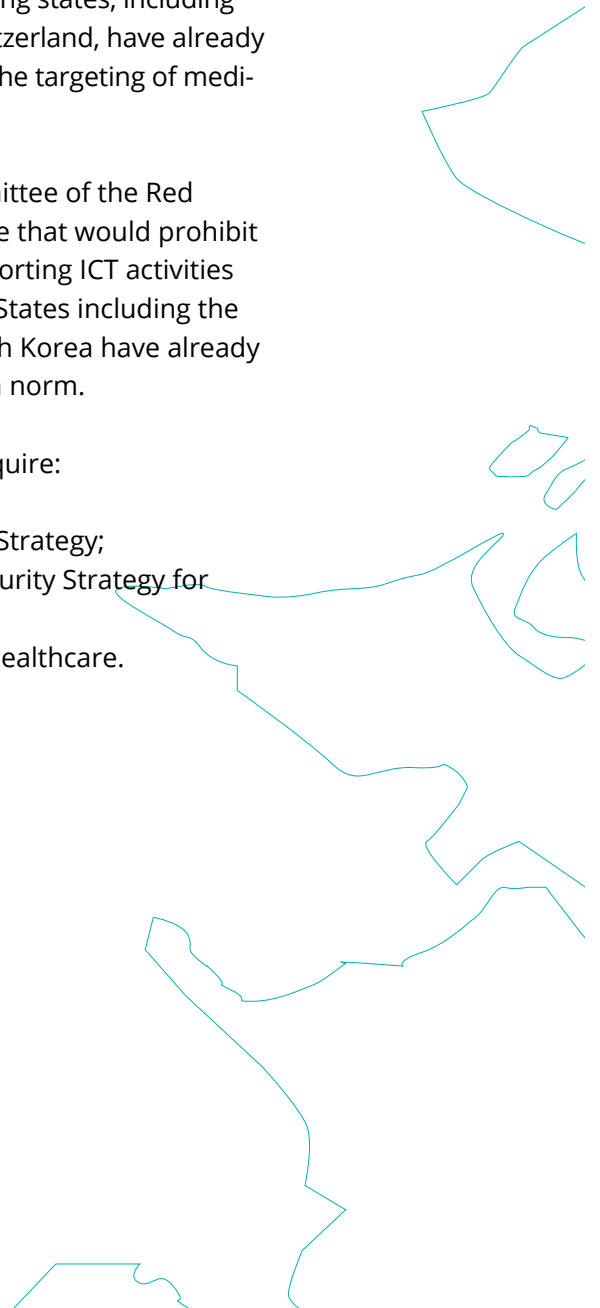 ng states, including
tzerland, have already
he targeting of medi-
ittee of the Red
e that would prohibit
orting ICT activities
States including the
h Korea have already
norm.
quire:
Strategy;
urity Strategy for
ealthcare.